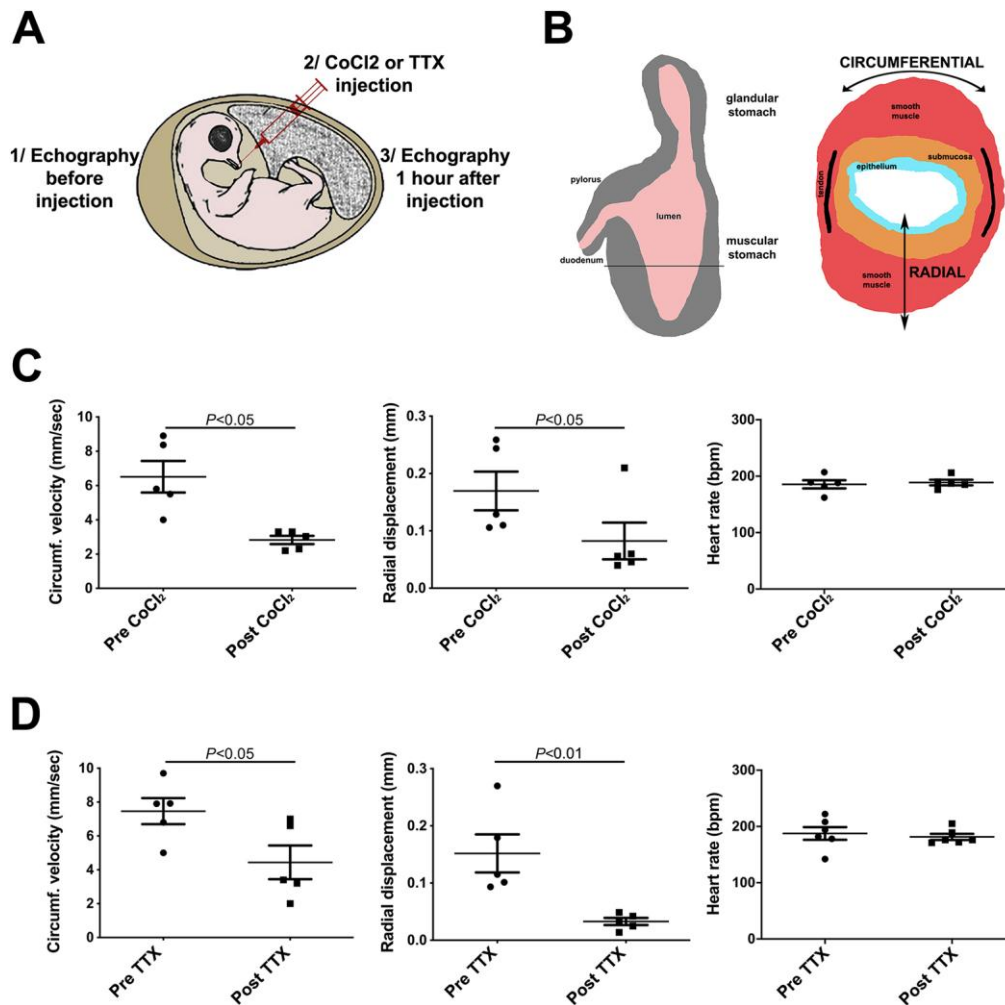 A
2/ CoCl2 or TTX
injection
1/ Echography
before
injection
3/ Echography
1 hour after
injection
B
glandular
stomach
pylorus
lumen
duodenum
muscular
stomach
CIRCUMFERENTIAL
smooth
muscle
submucosa
epithelium
tendon
RADIAL
smooth
muscle
C
Circumf. velocity (mm/sec)
10
8
6
4
2
0
P<0.05
Pre CoCl₂
Post CoCl₂
Radial displacement (mm)
0.3
0.2
0.1
0.0
P<0.05
Pre CoCl₂
Post CoCl₂
Heart rate (bpm)
300
200
100
0
Pre CoCl₂
Post CoCl₂
D
Circumf. velocity (mm/sec)
10
8
6
4
2
0
P<0.05
Pre TTX
Post TTX
Radial displacement (mm)
0.3
0.2
0.1
0.0
P<0.01
Pre TTX
Post TTX
Heart rate (bpm)
300
200
100
0
Pre TTX
Post TTX